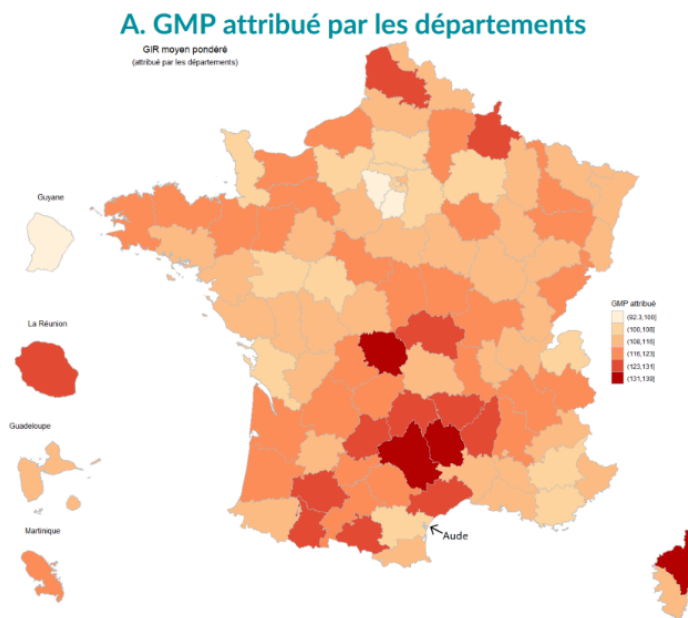 A. GMP attribué par les départements
GIR moyen pondéré
(attribué par les départements)
Guyane
La Réunion
Guadeloupe
Martinique
GMP attribué
(92.3,100]
(100,108]
(108,116]
(116,123]
(123,131]
(131,139]
Aude